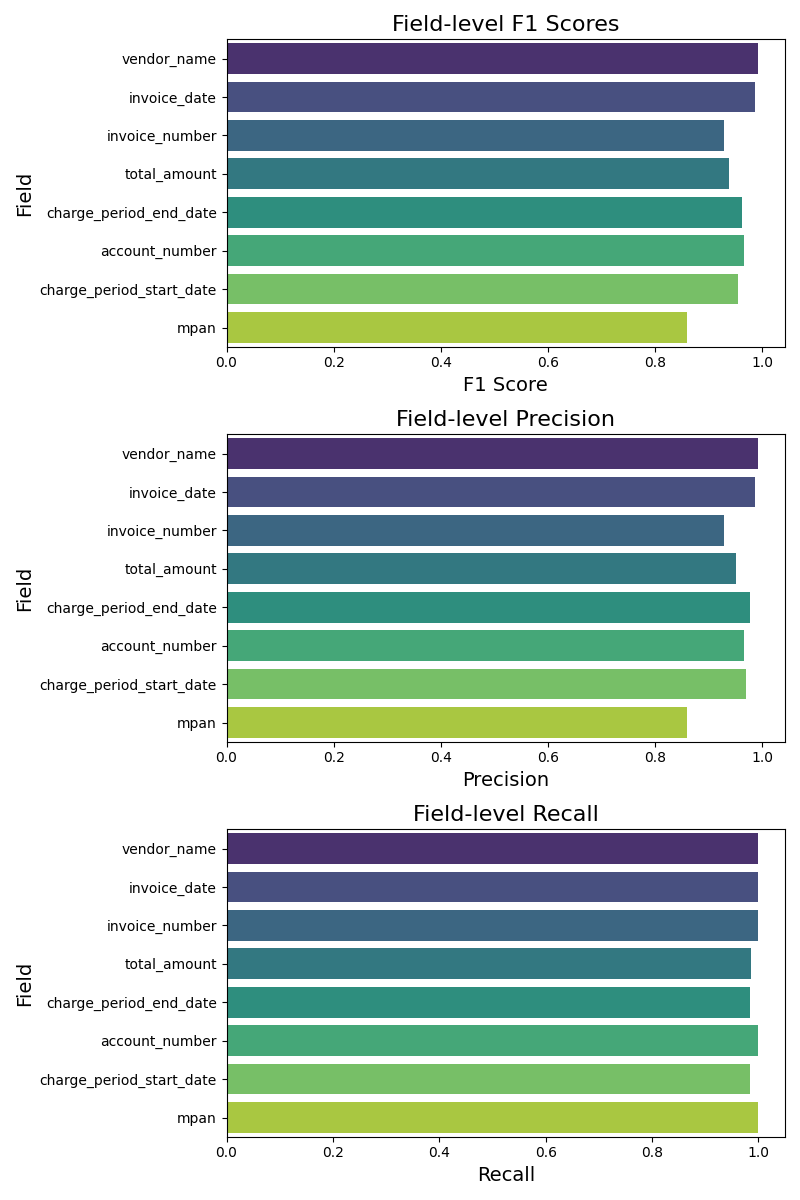 Field-level F1 Scores
Field
vendor_name
invoice_date
invoice_number
total_amount
charge_period_end_date
account_number
charge_period_start_date
mpan
0.0 0.2 0.4 0.6 0.8 1.0
F1 Score
Field-level Precision
Field
vendor_name
invoice_date
invoice_number
total_amount
charge_period_end_date
account_number
charge_period_start_date
mpan
0.0 0.2 0.4 0.6 0.8 1.0
Precision
Field-level Recall
Field
vendor_name
invoice_date
invoice_number
total_amount
charge_period_end_date
account_number
charge_period_start_date
mpan
0.0 0.2 0.4 0.6 0.8 1.0
Recall